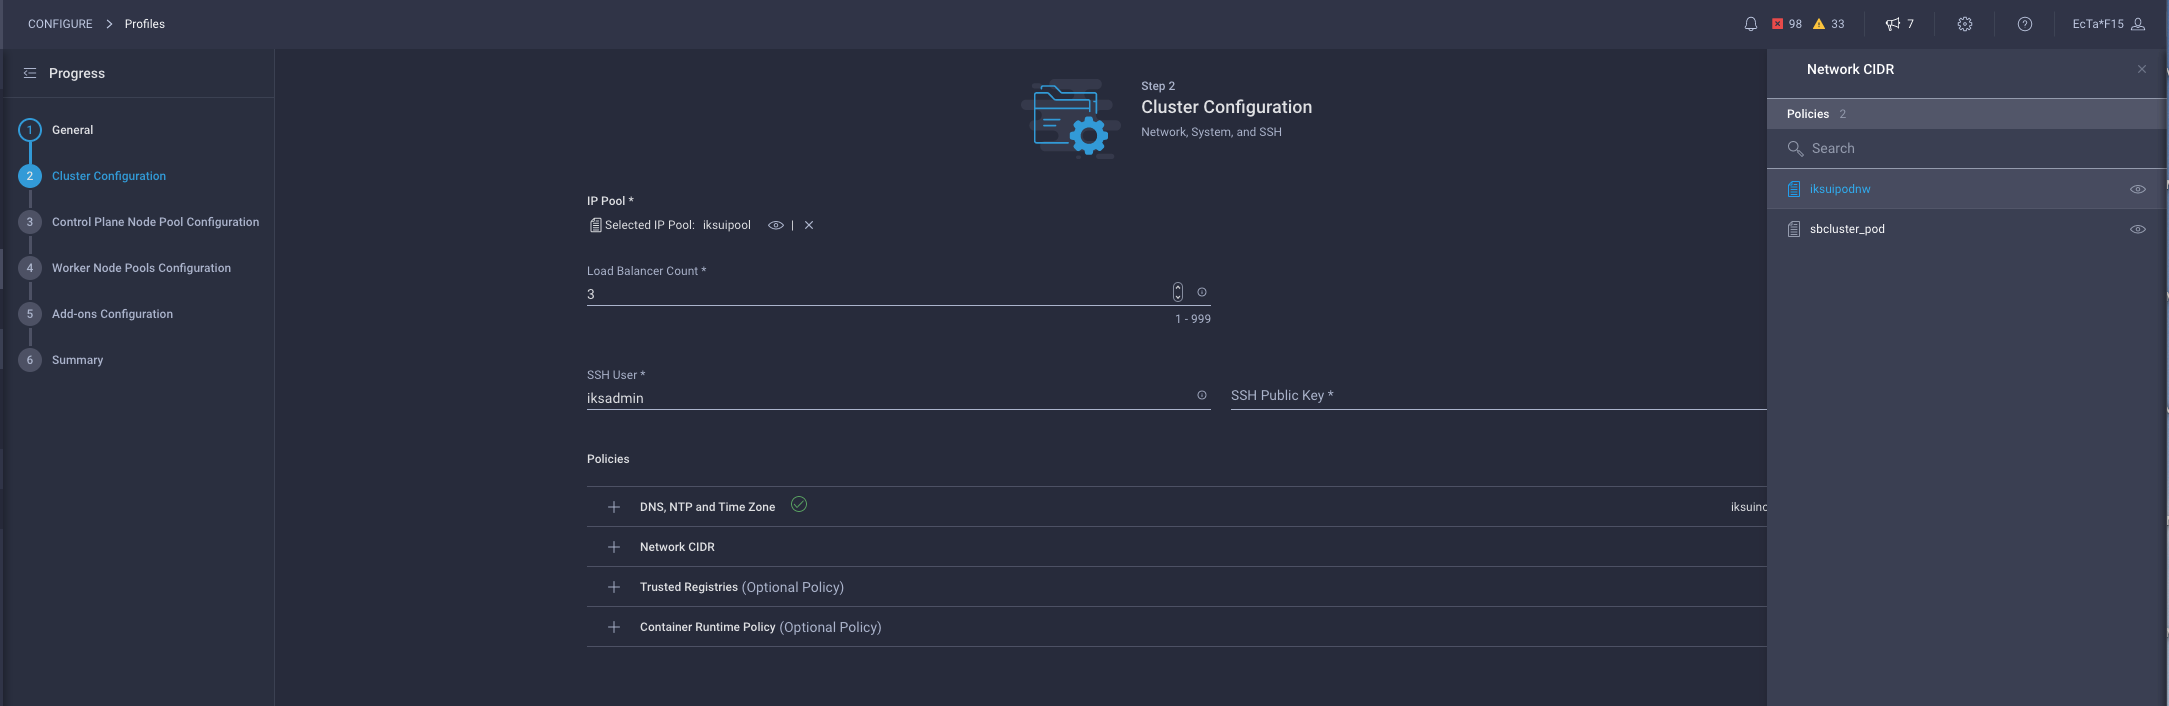 CONFIGURE > Profiles
98 33 7 EcTa*F15
Progress
1 General
2 Cluster Configuration
3 Control Plane Node Pool Configuration
4 Worker Node Pools Configuration
5 Add-ons Configuration
6 Summary
Step 2
Cluster Configuration
Network, System, and SSH
IP Pool *
Selected IP Pool: iksuipool |
Load Balancer Count *
3
1 - 999
SSH User *
iksadmin
SSH Public Key *
Policies
DNS, NTP and Time Zone iksuinc
Network CIDR
Trusted Registries (Optional Policy)
Container Runtime Policy (Optional Policy)
Network CIDR
Policies 2
Search
iksuipodnw
sbcluster_pod